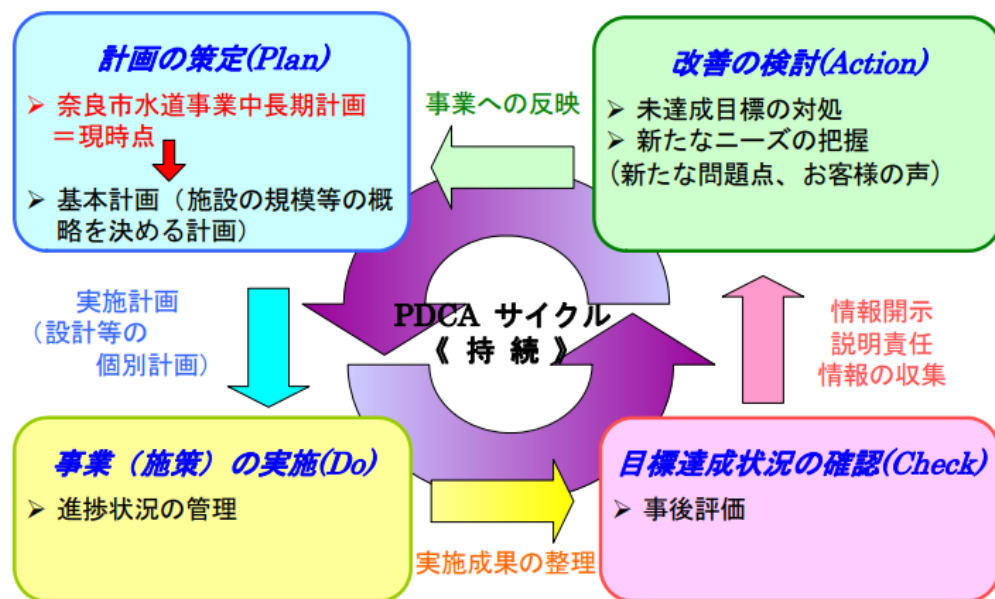 計画の策定(Plan)
➢ 奈良市水道事業中長期計画
＝現時点
➢ 基本計画（施設の規模等の概
略を決める計画）
事業への反映
改善の検討(Action)
➢ 未達成目標の対処
➢ 新たなニーズの把握
（新たな問題点、お客様の声）
実施計画
（設計等の
個別計画）
PDCA サイクル
《 持 続 》
情報開示
説明責任
情報の収集
事業（施策）の実施(Do)
➢ 進捗状況の管理
実施成果の整理
目標達成状況の確認(Check)
➢ 事後評価